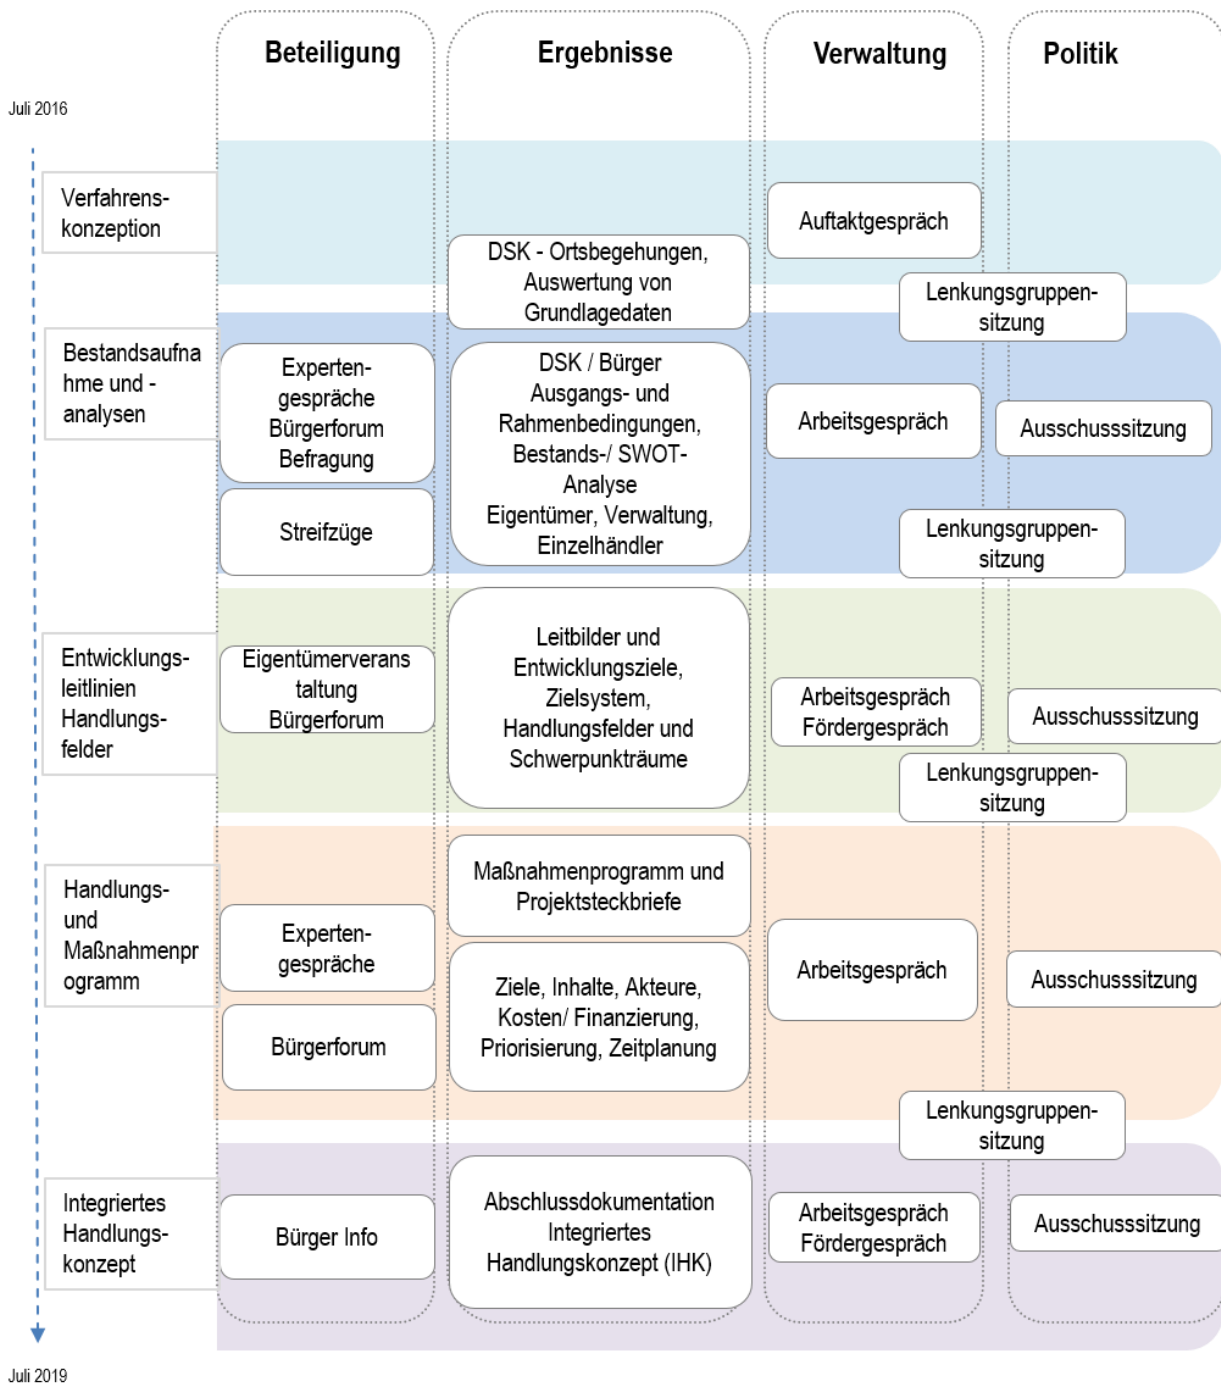 Beteiligung
Ergebnisse
Verwaltung
Politik
Juli 2016
Verfahrens-
konzeption
Auftaktgespräch
DSK - Ortsbegehungen,
Auswertung von
Grundlagedaten
Lenkungsgruppen-
sitzung
Bestandsaufna
hme und -
analysen
Experten-
gespräche
Bürgerforum
Befragung
Streifzüge
DSK / Bürger
Ausgangs- und
Rahmenbedingungen,
Bestands-/ SWOT-
Analyse
Eigentümer, Verwaltung,
Einzelhändler
Arbeitsgespräch
Ausschusssitzung
Lenkungsgruppen-
sitzung
Entwicklungs-
leitlinien
Handlungs-
felder
Eigentümerverans
taltung
Bürgerforum
Leitbilder und
Entwicklungsziele,
Zielsystem,
Handlungsfelder und
Schwerpunkträume
Arbeitsgespräch
Fördergespräch
Ausschusssitzung
Lenkungsgruppen-
sitzung
Handlungs-
und
Maßnahmenpr
ogramm
Experten-
gespräche
Bürgerforum
Maßnahmenprogramm und
Projektsteckbriefe
Ziele, Inhalte, Akteure,
Kosten/ Finanzierung,
Priorisierung, Zeitplanung
Arbeitsgespräch
Ausschusssitzung
Lenkungsgruppen-
sitzung
Integriertes
Handlungs-
konzept
Bürger Info
Abschlussdokumentation
Integriertes
Handlungskonzept (IHK)
Arbeitsgespräch
Fördergespräch
Ausschusssitzung
Juli 2019